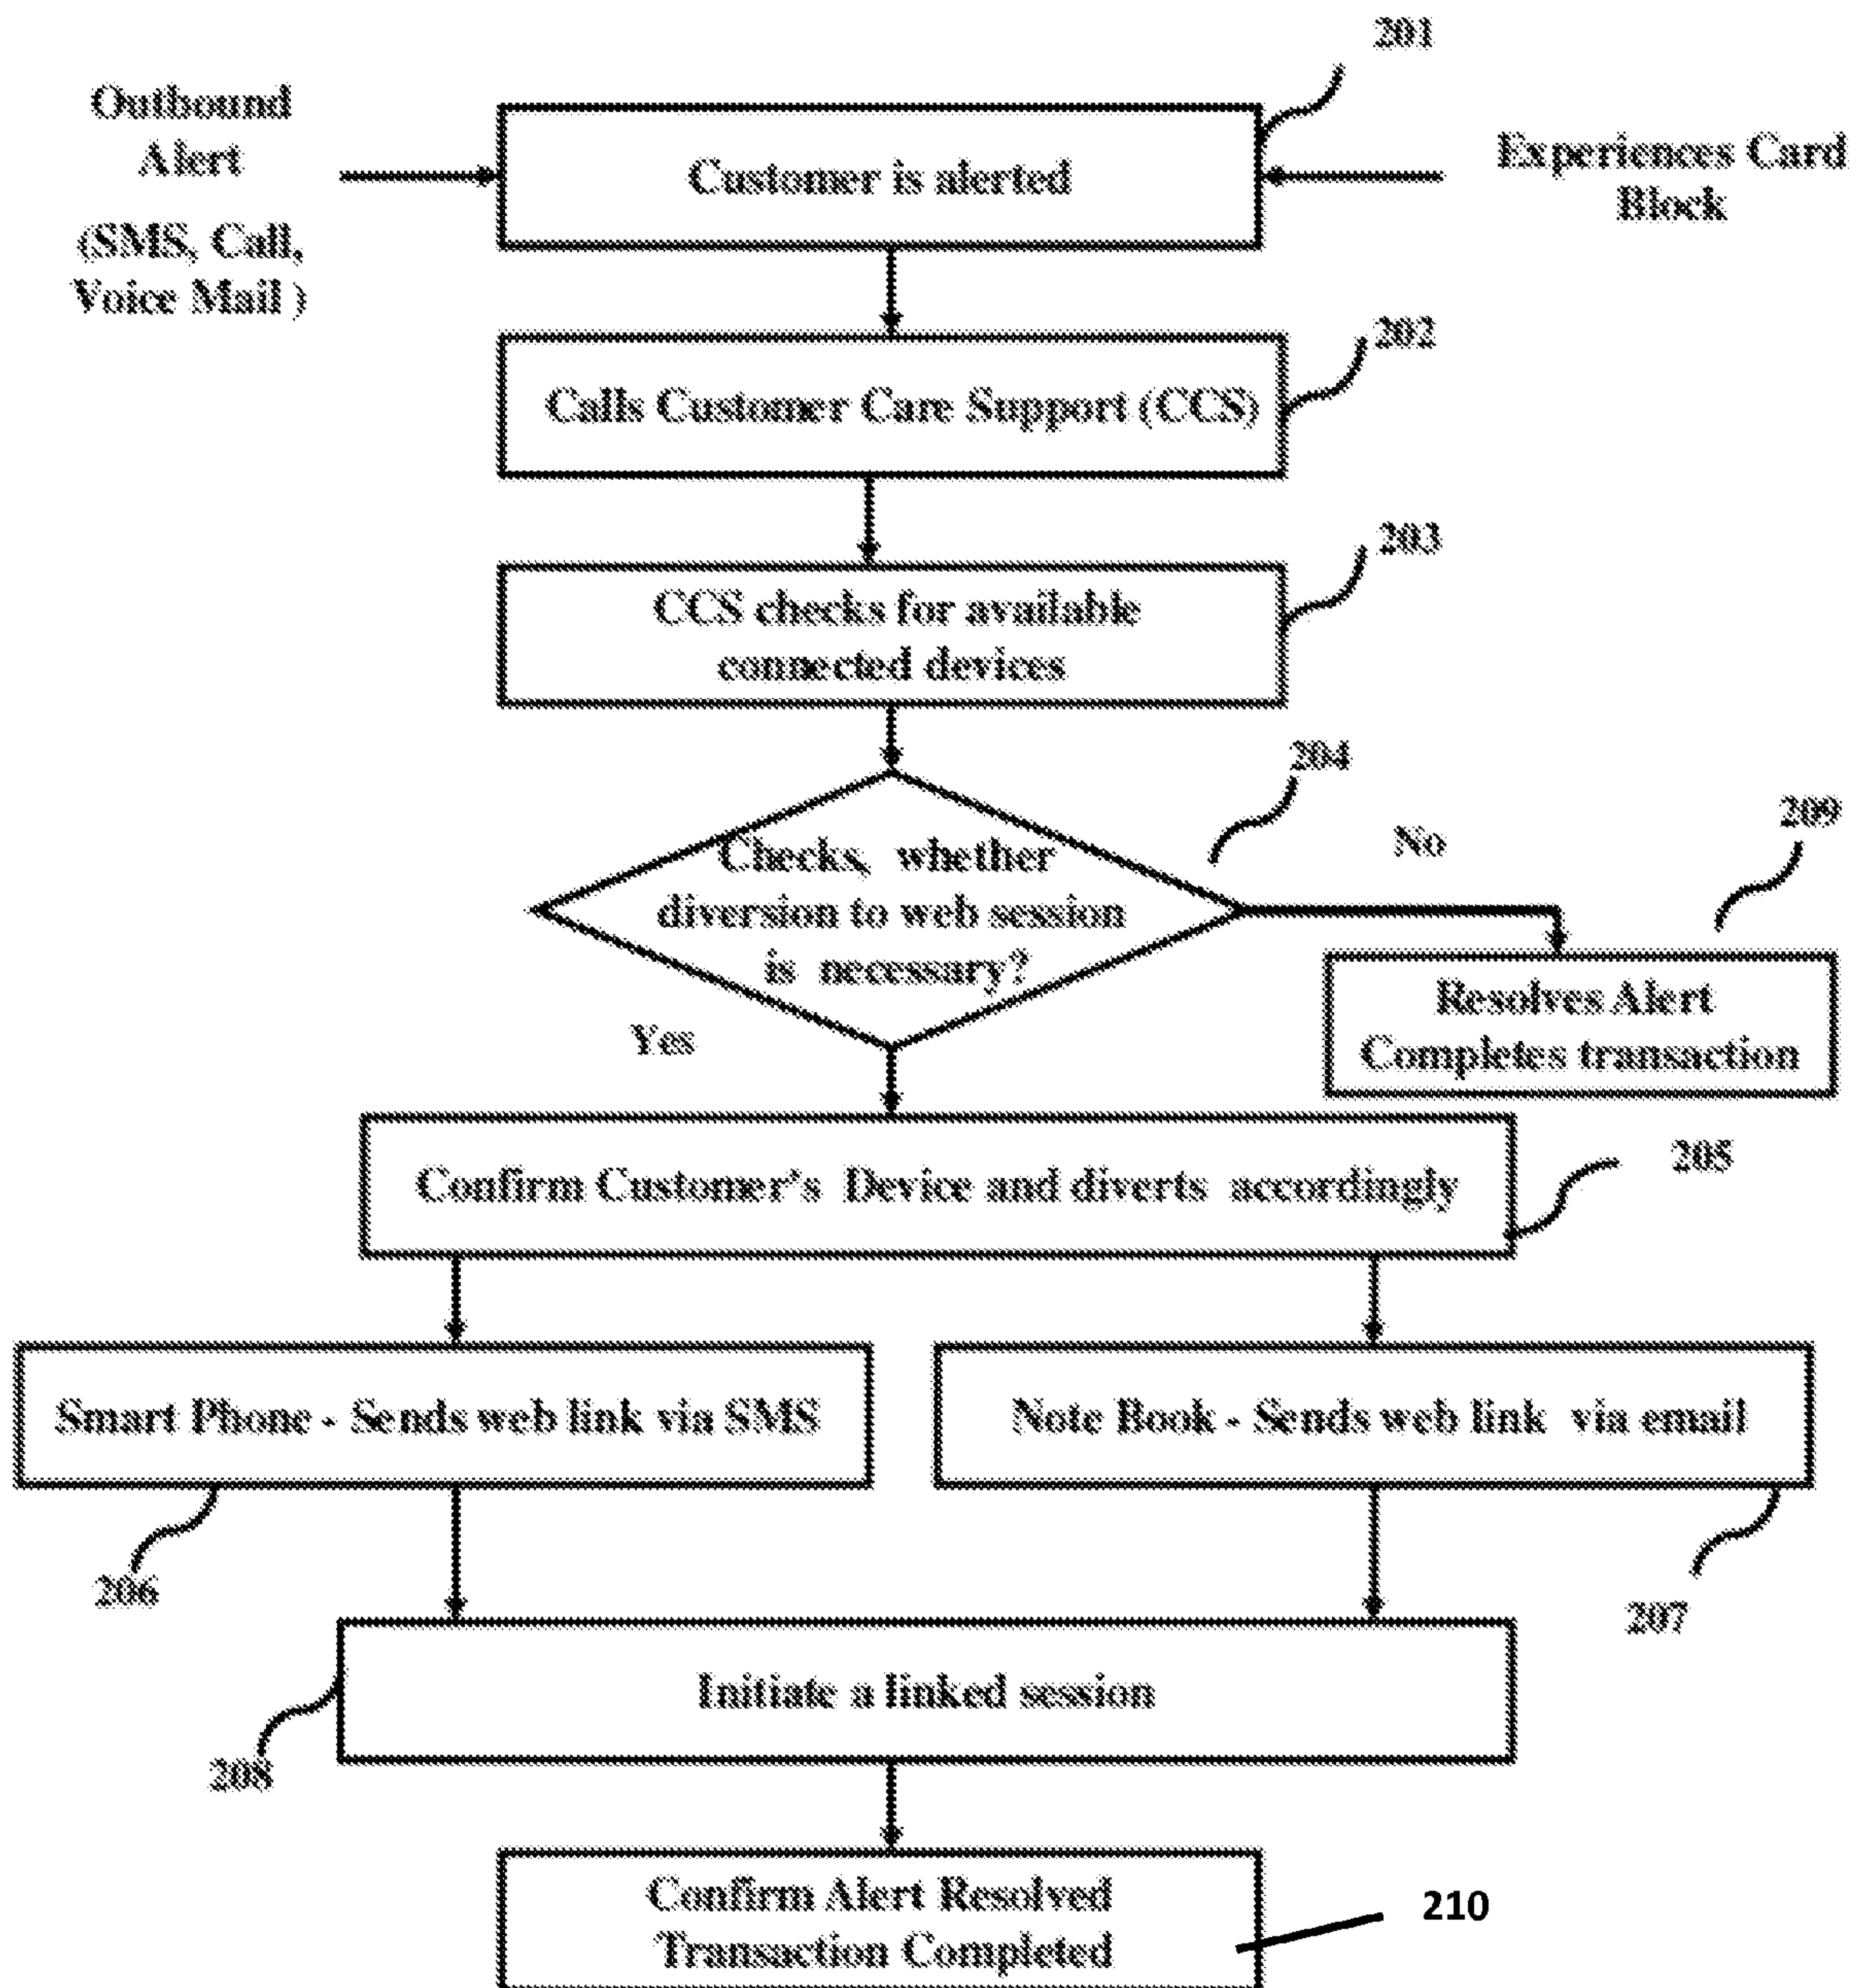 201
Outbound
Alert
(SMS, Call,
Voice Mail )
Customer is alerted
Experiences Card
Block
202
Calls Customer Care Support (CCS)
203
CCS checks for available
connected devices
204
Checks, whether
diversion to web session
is necessary?
No
209
Resolves Alert
Completes transaction
Yes
Confirm Customer's Device and diverts accordingly
205
Smart Phone - Sends web link via SMS
Note Book - Sends web link via email
206
207
Initiate a linked session
208
Confirm Alert Resolved
Transaction Completed
210